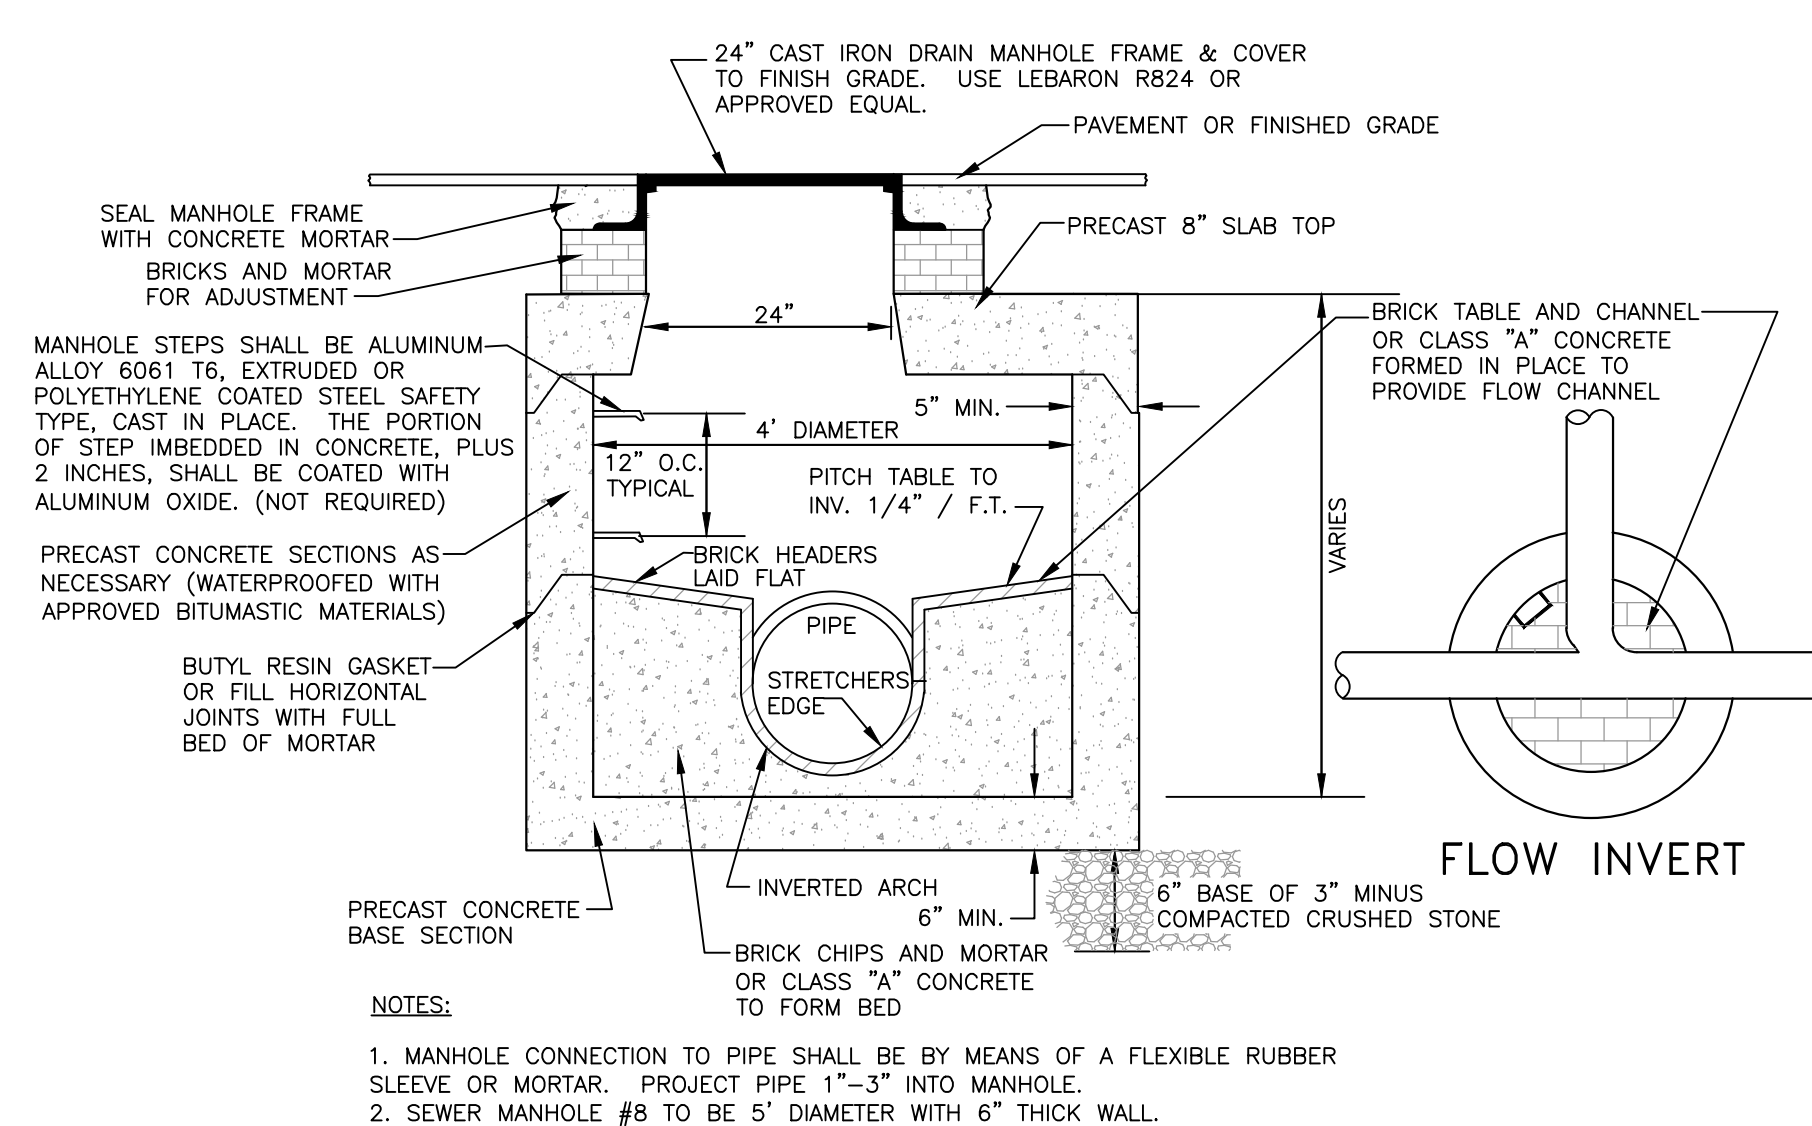 24" CAST IRON DRAIN MANHOLE FRAME & COVER
TO FINISH GRADE. USE LEBARON R824 OR
APPROVED EQUAL.
PAVEMENT OR FINISHED GRADE
SEAL MANHOLE FRAME
WITH CONCRETE MORTAR
PRECAST 8" SLAB TOP
BRICKS AND MORTAR
FOR ADJUSTMENT
24"
BRICK TABLE AND CHANNEL
OR CLASS "A" CONCRETE
FORMED IN PLACE TO
PROVIDE FLOW CHANNEL
MANHOLE STEPS SHALL BE ALUMINUM
ALLOY 6061 T6, EXTRUDED OR
POLYETHYLENE COATED STEEL SAFETY
TYPE, CAST IN PLACE. THE PORTION
OF STEP IMBEDDED IN CONCRETE, PLUS
2 INCHES, SHALL BE COATED WITH
ALUMINUM OXIDE. (NOT REQUIRED)
5" MIN.
4' DIAMETER
12" O.C.
TYPICAL
PITCH TABLE TO
INV. 1/4" / F.T.
VARIES
PRECAST CONCRETE SECTIONS AS
NECESSARY (WATERPROOFED WITH
APPROVED BITUMASTIC MATERIALS)
BRICK HEADERS
LAID FLAT
PIPE
BUTYL RESIN GASKET
OR FILL HORIZONTAL
JOINTS WITH FULL
BED OF MORTAR
STRETCHERS
EDGE
FLOW INVERT
INVERTED ARCH
6" MIN.
6" BASE OF 3" MINUS
COMPACTED CRUSHED STONE
PRECAST CONCRETE
BASE SECTION
BRICK CHIPS AND MORTAR
OR CLASS "A" CONCRETE
TO FORM BED
NOTES:
1. MANHOLE CONNECTION TO PIPE SHALL BE BY MEANS OF A FLEXIBLE RUBBER
SLEEVE OR MORTAR. PROJECT PIPE 1"-3" INTO MANHOLE.
2. SEWER MANHOLE #8 TO BE 5' DIAMETER WITH 6" THICK WALL.